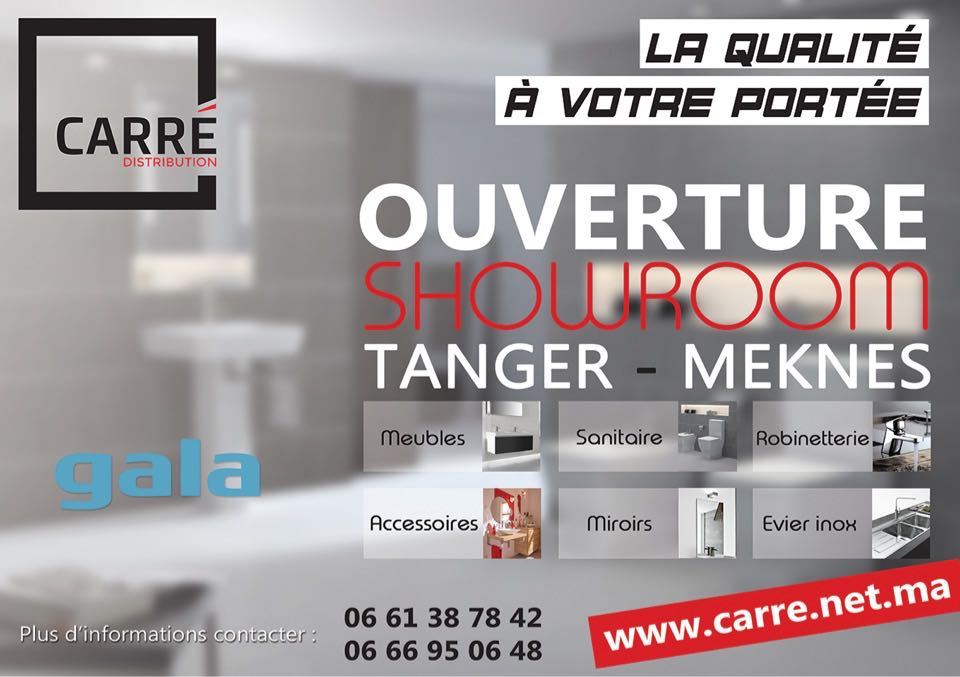 CARRÉ
DISTRIBUTION
LA QUALITÉ
À VOTRE PORTÉE
OUVERTURE
SHOWROOM
TANGER - MEKNES
Meubles
Sanitaire
Robinetterie
gala
Accessoires
Miroirs
Evier inox
Plus d'informations contacter :
06 61 38 78 42
06 66 95 06 48
www.carre.net.ma